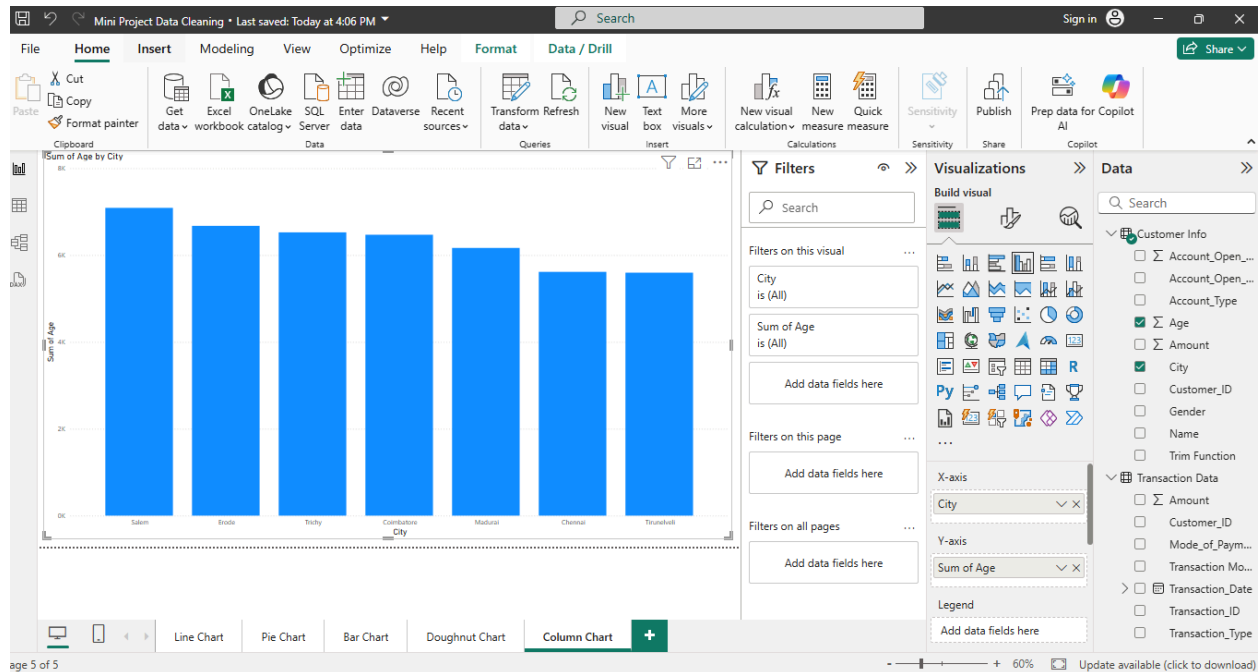 Mini Project Data Cleaning • Last saved: Today at 4:06 PM
Search
Sign in
File Home Insert Modeling View Optimize Help Format Data / Drill
Share
Paste
Cut
Copy
Format painter
Clipboard
Get data
Excel workbook
OneLake catalog
SQL Server
Enter data
Dataverse
Recent sources
Data
Transform data
Refresh
Queries
New visual
Text box
More visuals
Insert
New visual calculation
New measure
Quick measure
Calculations
Sensitivity
Sensitivity
Publish
Share
Prep data for AI
Copilot
Copilot
Sum of Age by City
8K
6K
4K
2K
0K
Sum of Age
Salem Erode Trichy Coimbatore Madurai Chennai Tirunelveli
City
Filters
Search
Filters on this visual ...
City
is (All)
Sum of Age
is (All)
Add data fields here
Filters on this page ...
Add data fields here
Filters on all pages ...
Add data fields here
Visualizations
Build visual
123
R
Py
...
X-axis
City
Y-axis
Sum of Age
Legend
Add data fields here
Data
Search
Customer Info
Account_Open_...
Account_Open_...
Account_Type
Age
Amount
City
Customer_ID
Gender
Name
Trim Function
Transaction Data
Amount
Customer_ID
Mode_of_Paym...
Transaction Mo...
Transaction_Date
Transaction_ID
Transaction_Type
Line Chart Pie Chart Bar Chart Doughnut Chart Column Chart +
age 5 of 5
- + 60% Update available (click to download)